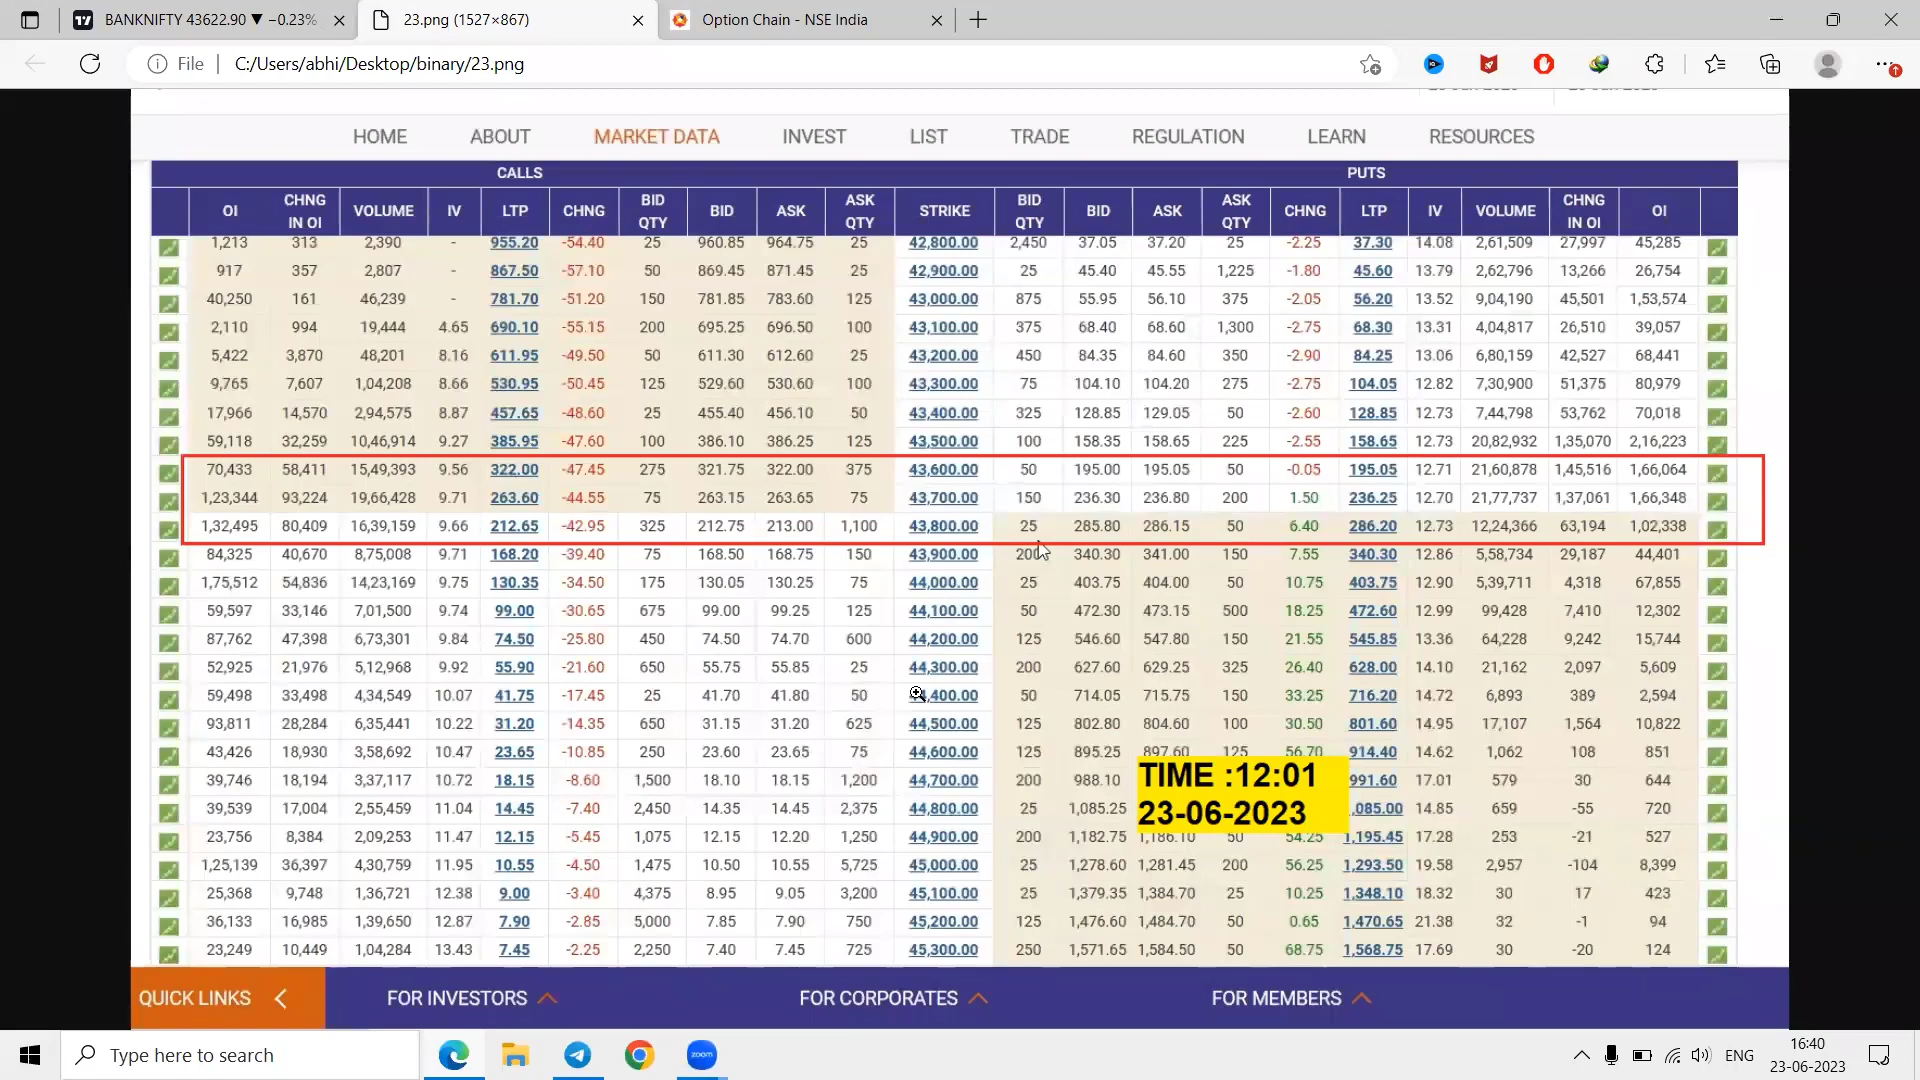 BANKNIFTY 43622.90 ▼ −0.23%
23.png (1527×867)
Option Chain - NSE India
File
C:/Users/abhi/Desktop/binary/23.png
HOME ABOUT MARKET DATA INVEST LIST TRADE REGULATION LEARN RESOURCES
CALLS PUTS
OI CHNG IN OI VOLUME IV LTP CHNG BID QTY BID ASK ASK QTY STRIKE BID QTY BID ASK ASK QTY CHNG LTP IV VOLUME CHNG IN OI OI
1,213 313 2,390 - 955.20 -54.40 25 960.85 964.75 25 42,800.00 2,450 37.05 37.20 25 -2.25 37.30 14.08 2,61,509 27,997 45,285
917 357 2,807 - 867.50 -57.10 50 869.45 871.45 25 42,900.00 25 45.40 45.55 1,225 -1.80 45.60 13.79 2,62,796 13,266 26,754
40,250 161 46,239 - 781.70 -51.20 150 781.85 783.60 125 43,000.00 875 55.95 56.10 375 -2.05 56.20 13.52 9,04,190 45,501 1,53,574
2,110 994 19,444 4.65 690.10 -55.15 200 695.25 696.50 100 43,100.00 375 68.40 68.60 1,300 -2.75 68.30 13.31 4,04,817 26,510 39,057
5,422 3,870 48,201 8.16 611.95 -49.50 50 611.30 612.60 25 43,200.00 450 84.35 84.60 350 -2.90 84.25 13.06 6,80,159 42,527 68,441
9,765 7,607 1,04,208 8.66 530.95 -50.45 125 529.60 530.60 100 43,300.00 75 104.10 104.20 275 -2.75 104.05 12.82 7,30,900 51,375 80,979
17,966 14,570 2,94,575 8.87 457.65 -48.60 25 455.40 456.10 50 43,400.00 325 128.85 129.05 50 -2.60 128.85 12.73 7,44,798 53,762 70,018
59,118 32,259 10,46,914 9.27 385.95 -47.60 100 386.10 386.25 125 43,500.00 100 158.35 158.65 225 -2.55 158.65 12.73 20,82,932 1,35,070 2,16,223
70,433 58,411 15,49,393 9.56 322.00 -47.45 275 321.75 322.00 375 43,600.00 50 195.00 195.05 50 -0.05 195.05 12.71 21,60,878 1,45,516 1,66,064
1,23,344 93,224 19,66,428 9.71 263.60 -44.55 75 263.15 263.65 75 43,700.00 150 236.30 236.80 200 1.50 236.25 12.70 21,77,737 1,37,061 1,66,348
1,32,495 80,409 16,39,159 9.66 212.65 -42.95 325 212.75 213.00 1,100 43,800.00 25 285.80 286.15 50 6.40 286.20 12.73 12,24,366 63,194 1,02,338
84,325 40,670 8,75,008 9.71 168.20 -39.40 75 168.50 168.75 150 43,900.00 200 340.30 341.00 150 7.55 340.30 12.86 5,58,734 29,187 44,401
1,75,512 54,836 14,23,169 9.75 130.35 -34.50 175 130.05 130.25 75 44,000.00 25 403.75 404.00 50 10.75 403.75 12.90 5,39,711 4,318 67,855
59,597 33,146 7,01,500 9.74 99.00 -30.65 675 99.00 99.25 125 44,100.00 50 472.30 473.15 500 18.25 472.60 12.99 99,428 7,410 12,302
87,762 47,398 6,73,301 9.84 74.50 -25.80 450 74.50 74.70 600 44,200.00 125 546.60 547.80 150 21.55 545.85 13.36 64,228 9,242 15,744
52,925 21,976 5,12,968 9.92 55.90 -21.60 650 55.75 55.85 25 44,300.00 200 627.60 629.25 325 26.40 628.00 14.10 21,162 2,097 5,609
59,498 33,498 4,34,549 10.07 41.75 -17.45 25 41.70 41.80 50 ,400.00 50 714.05 715.75 150 33.25 716.20 14.72 6,893 389 2,594
93,811 28,284 6,35,441 10.22 31.20 -14.35 650 31.15 31.20 625 44,500.00 125 802.80 804.60 100 30.50 801.60 14.95 17,107 1,564 10,822
43,426 18,930 3,58,692 10.47 23.65 -10.85 250 23.60 23.65 75 44,600.00 125 895.25 897.60 125 56.70 914.40 14.62 1,062 108 851
39,746 18,194 3,37,117 10.72 18.15 -8.60 1,500 18.10 18.15 1,200 44,700.00 200 988.10 991.60 17.01 579 30 644
39,539 17,004 2,55,459 11.04 14.45 -7.40 2,450 14.35 14.45 2,375 44,800.00 25 1,085.25 ,085.00 14.85 659 -55 720
23,756 8,384 2,09,253 11.47 12.15 -5.45 1,075 12.15 12.20 1,250 44,900.00 200 1,182.75 1,186.10 50 54.25 1,195.45 17.28 253 -21 527
1,25,139 36,397 4,30,759 11.95 10.55 -4.50 1,475 10.50 10.55 5,725 45,000.00 25 1,278.60 1,281.45 200 56.25 1,293.50 19.58 2,957 -104 8,399
25,368 9,748 1,36,721 12.38 9.00 -3.40 4,375 8.95 9.05 3,200 45,100.00 25 1,379.35 1,384.70 25 10.25 1,348.10 18.32 30 17 423
36,133 16,985 1,39,650 12.87 7.90 -2.85 5,000 7.85 7.90 750 45,200.00 125 1,476.60 1,484.70 50 0.65 1,470.65 21.38 32 -1 94
23,249 10,449 1,04,284 13.43 7.45 -2.25 2,250 7.40 7.45 725 45,300.00 250 1,571.65 1,584.50 50 68.75 1,568.75 17.69 30 -20 124
TIME :12:01
23-06-2023
QUICK LINKS FOR INVESTORS FOR CORPORATES FOR MEMBERS
Type here to search
zoom
ENG
16:40
23-06-2023